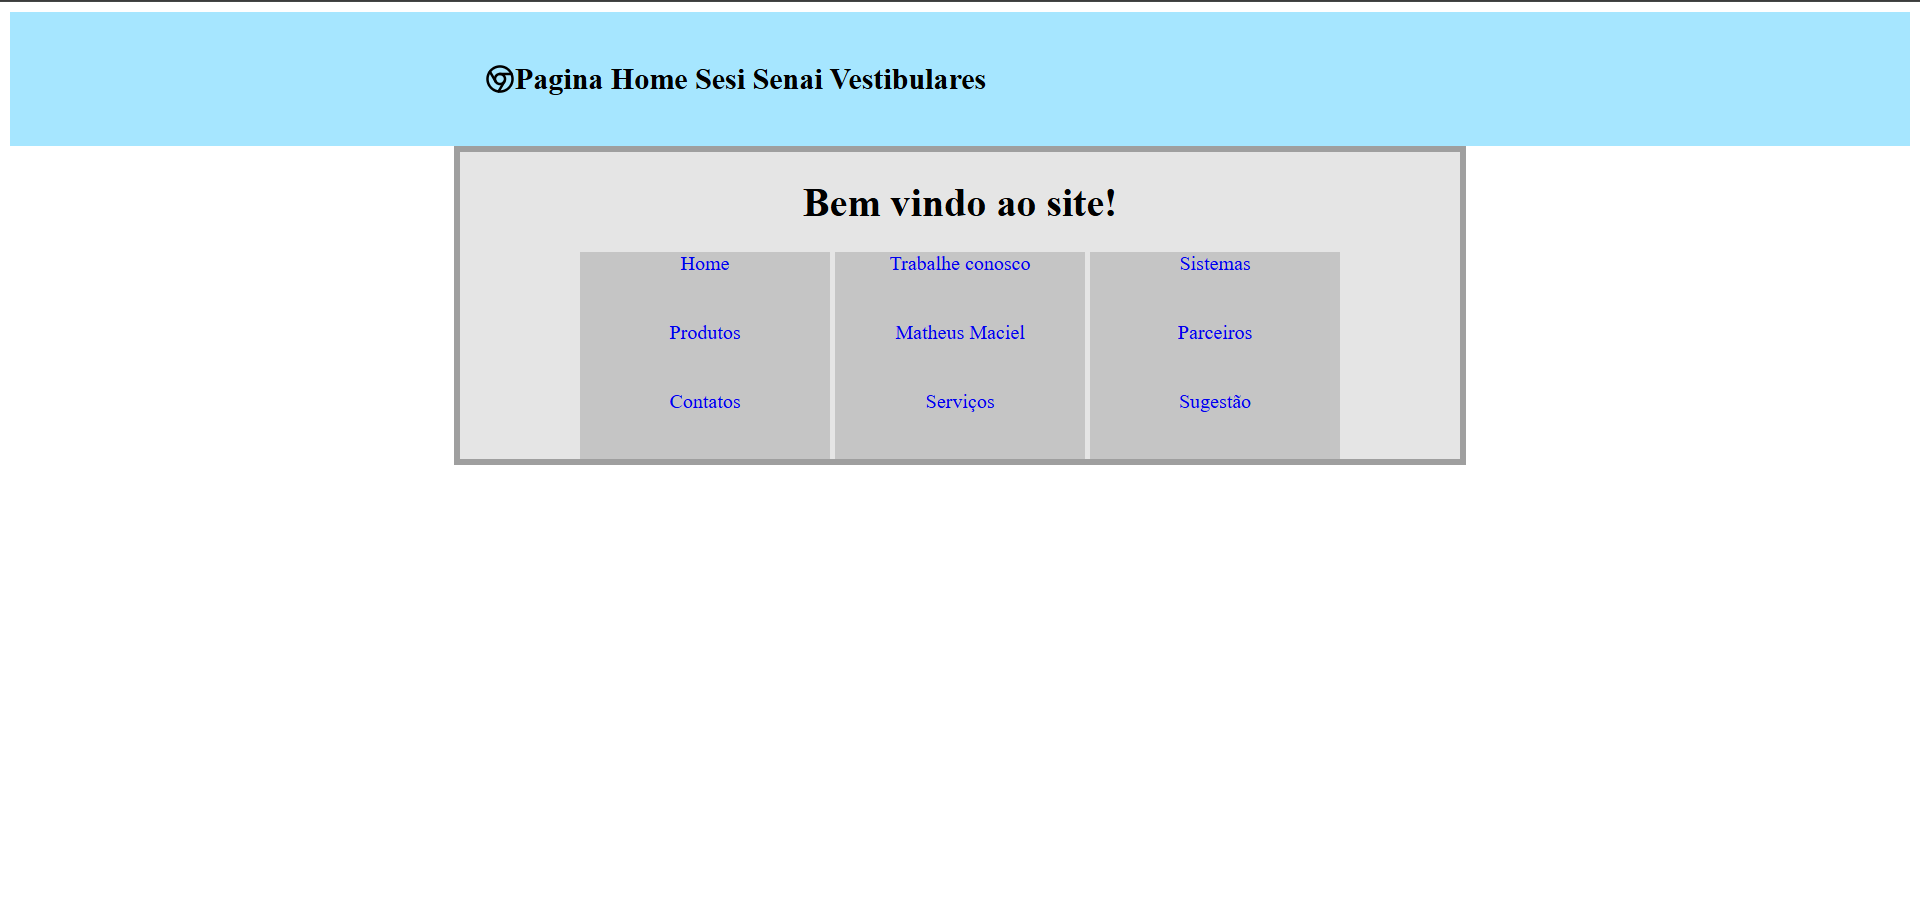 Pagina Home Sesi Senai Vestibulares
Bem vindo ao site!
Home Trabalhe conosco Sistemas
Produtos Matheus Maciel Parceiros
Contatos Serviços Sugestão